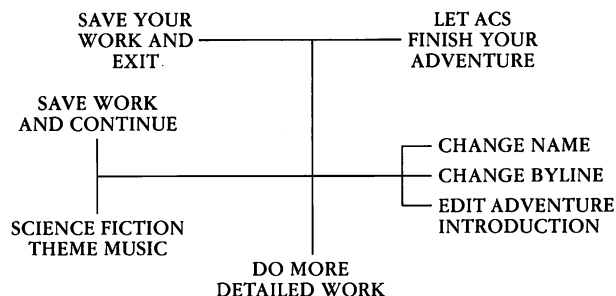 SAVE YOUR
WORK AND
EXIT
LET ACS
FINISH YOUR
ADVENTURE
SAVE WORK
AND CONTINUE
CHANGE NAME
CHANGE BYLINE
EDIT ADVENTURE
INTRODUCTION
SCIENCE FICTION
THEME MUSIC
DO MORE
DETAILED WORK